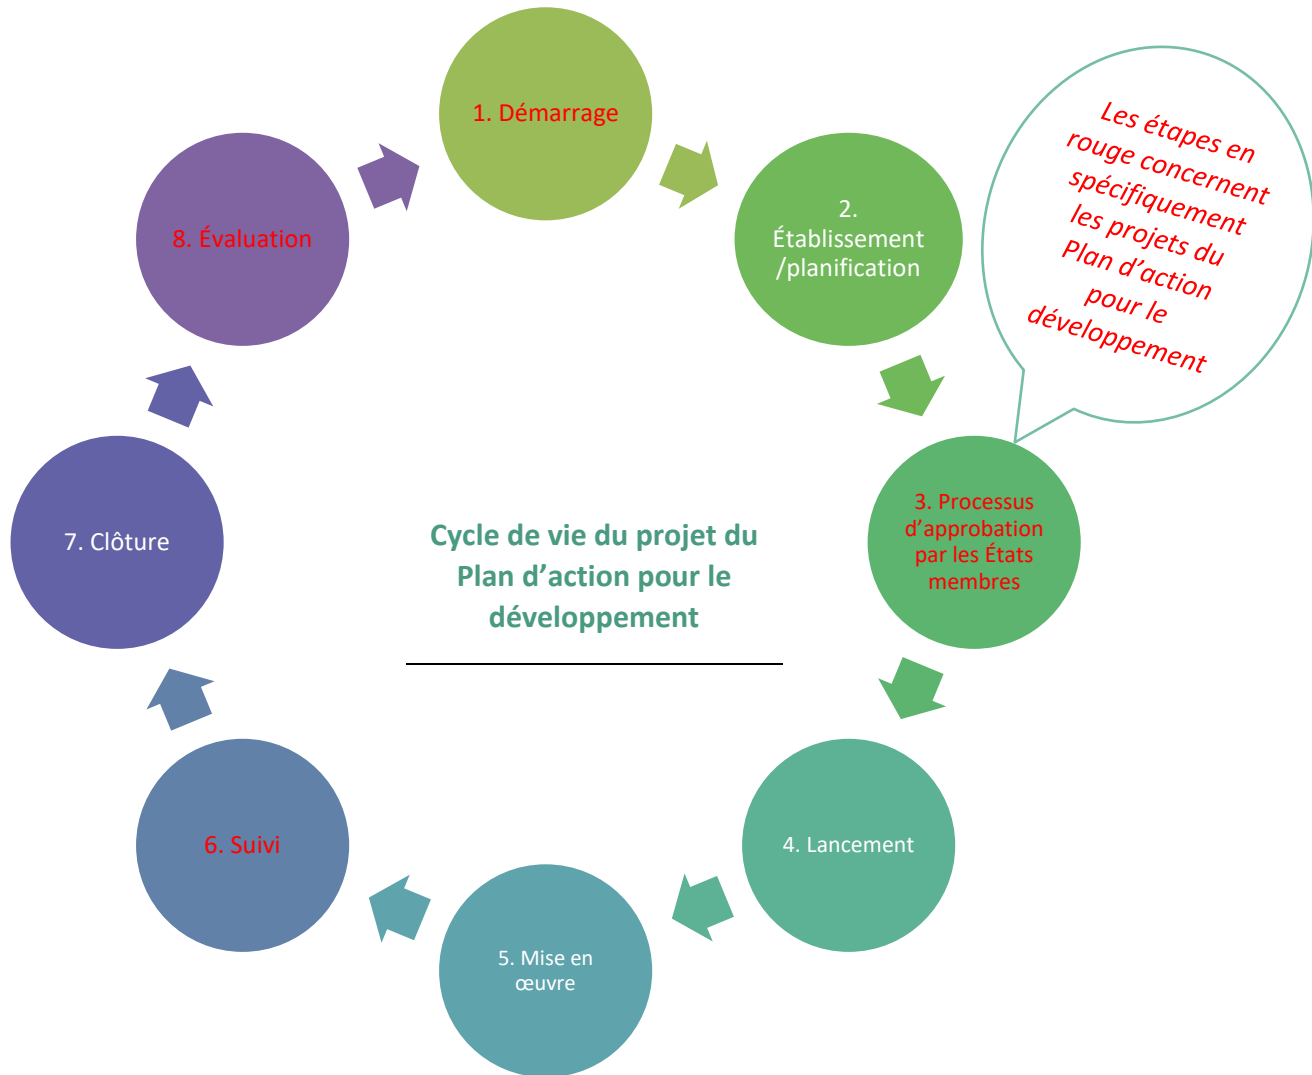 1. Démarrage
2.
Établissement
/planification
Les étapes en
rouge concernent
spécifiquement
les projets du
Plan d’action
pour le
développement
3. Processus
d’approbation
par les États
membres
4. Lancement
5. Mise en
œuvre
6. Suivi
7. Clôture
8. Évaluation
Cycle de vie du projet du
Plan d’action pour le
développement